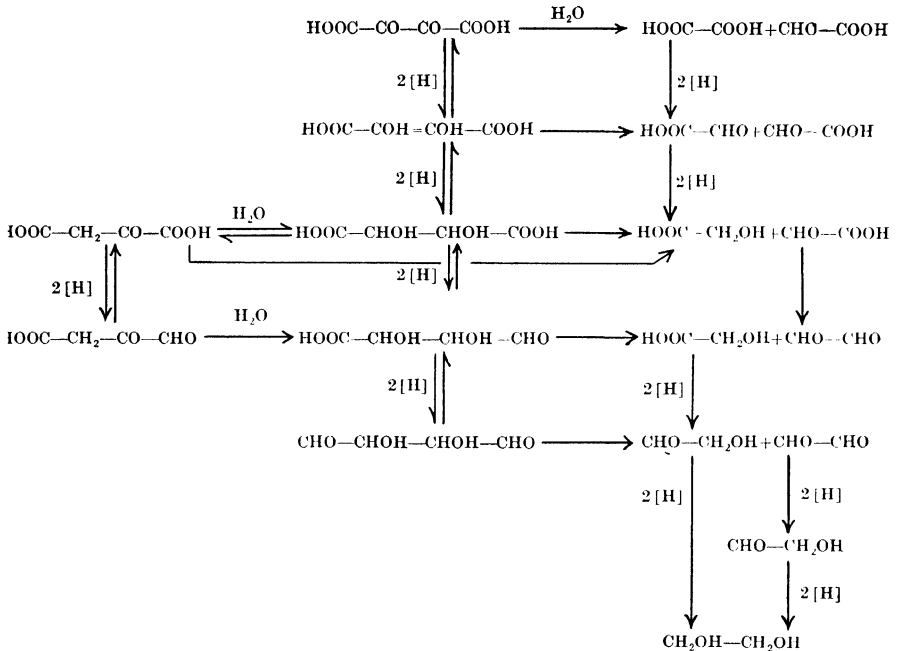 HOOC—CO—CO—COOH H₂O HOOC—COOH+CHO—COOH
2[H] 2[H]
HOOC—COH=COH—COOH HOOC—CHO+CHO—COOH
2[H] 2[H]
HOOC—CH₂—CO—COOH H₂O HOOC—CHOH—CHOH—COOH HOOC—CH₂OH+CHO—COOH
2[H] 2[H]
HOOC—CH₂—CO—CHO H₂O HOOC—CHOH—CHOH—CHO HOOC—CH₂OH+CHO—CHO
2[H] 2[H]
CHO—CHOH—CHOH—CHO CHO—CH₂OH+CHO—CHO
2[H] 2[H]
CHO—CH₂OH
2[H]
CH₂OH—CH₂OH